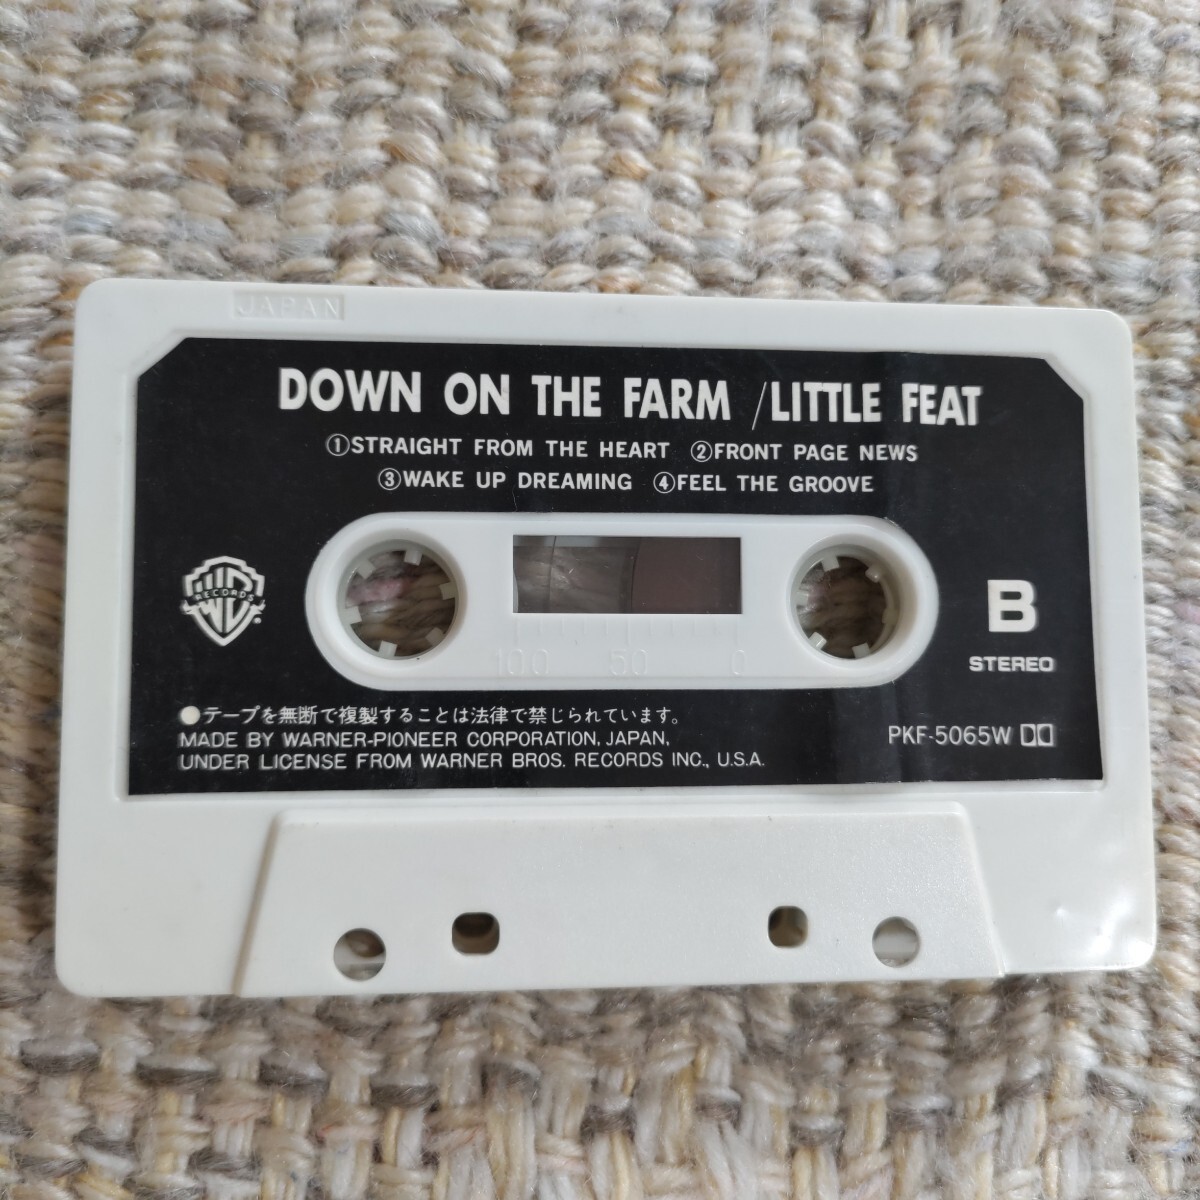 JAPAN
DOWN ON THE FARM /LITTLE FEAT
①STRAIGHT FROM THE HEART ②FRONT PAGE NEWS
③WAKE UP DREAMING ④FEEL THE GROOVE
WB
RECORDS
®
B
STEREO
100 50 0
●テープを無断で複製することは法律で禁じられています。
MADE BY WARNER-PIONEER CORPORATION, JAPAN,
UNDER LICENSE FROM WARNER BROS. RECORDS INC., U.S.A.
PKF-5065W